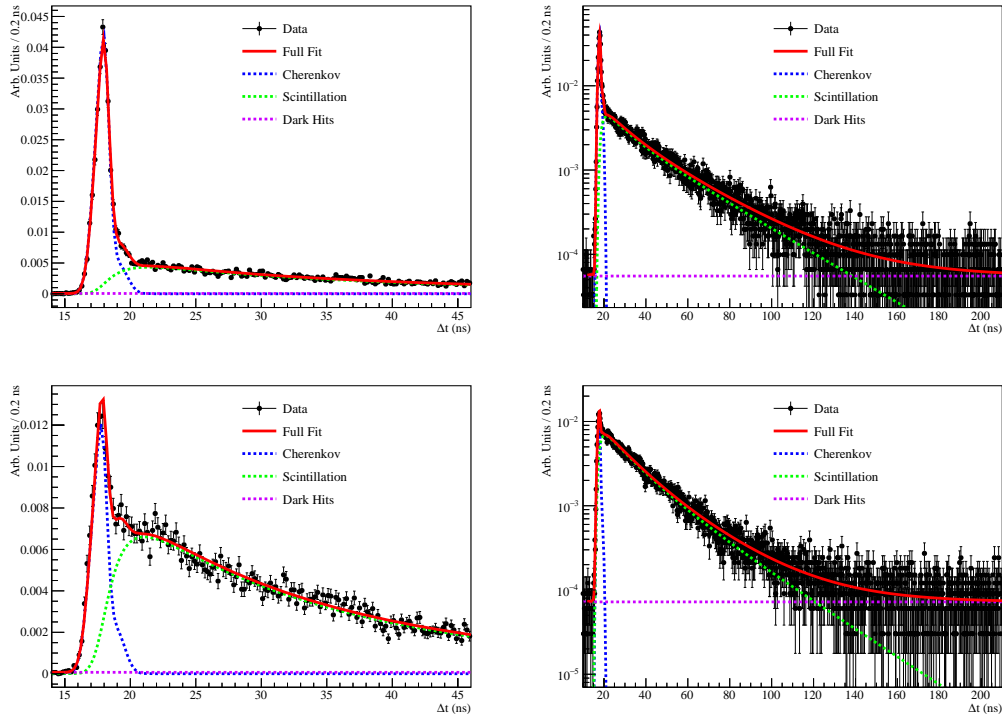 Arb. Units / 0.2 ns
0.045
0.04
0.035
0.03
0.025
0.02
0.015
0.01
0.005
0
Data
Full Fit
Cherenkov
Scintillation
Dark Hits
15 20 25 30 35 40 45
Δt (ns)
Arb. Units / 0.2 ns
10⁻²
10⁻³
10⁻⁴
Data
Full Fit
Cherenkov
Scintillation
Dark Hits
20 40 60 80 100 120 140 160 180 200
Δt (ns)
Arb. Units / 0.2 ns
0.012
0.01
0.008
0.006
0.004
0.002
0
Data
Full Fit
Cherenkov
Scintillation
Dark Hits
15 20 25 30 35 40 45
Δt (ns)
Arb. Units / 0.2 ns
10⁻²
10⁻³
10⁻⁴
10⁻⁵
Data
Full Fit
Cherenkov
Scintillation
Dark Hits
20 40 60 80 100 120 140 160 180 200
Δt (ns)